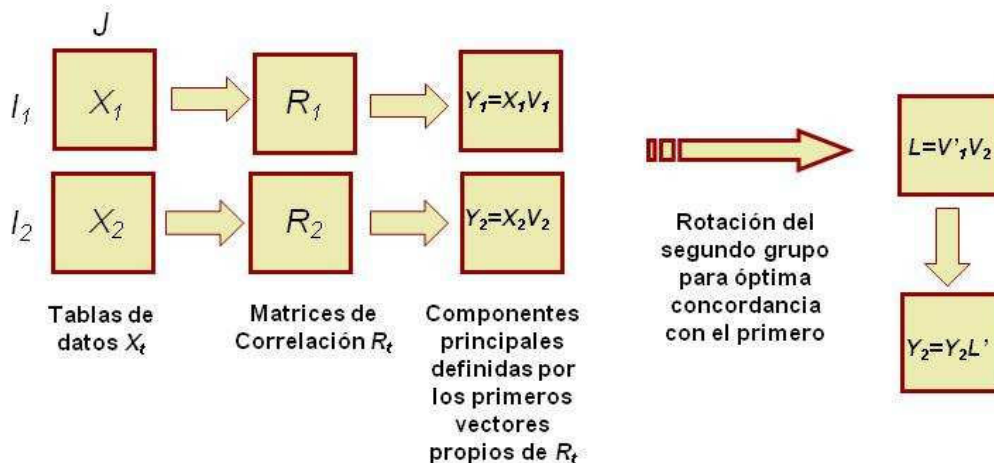 J
I1
X1
R1
Y1=X1V1
I2
X2
R2
Y2=X2V2
Tablas de
datos Xt
Matrices de
Correlación Rt
Componentes
principales
definidas por
los primeros
vectores
propios de Rt
Rotación del
segundo grupo
para óptima
concordancia
con el primero
L=V'1V2
Y2=Y2L'